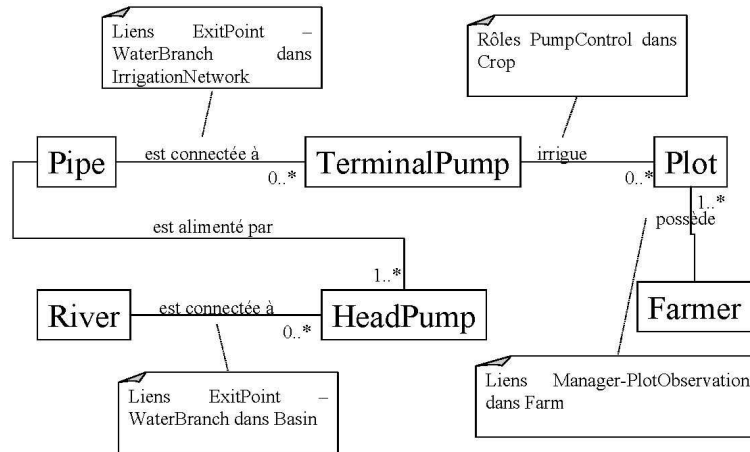 Liens ExitPoint –
WaterBranch dans
IrrigationNetwork
Rôles PumpControl dans
Crop
Pipe
est connectée à
0..*
TerminalPump
irrigue
0..*
Plot
1..*
possède
est alimenté par
1..*
River
est connectée à
0..*
HeadPump
Farmer
Liens ExitPoint –
WaterBranch dans Basin
Liens Manager-PlotObservation
dans Farm